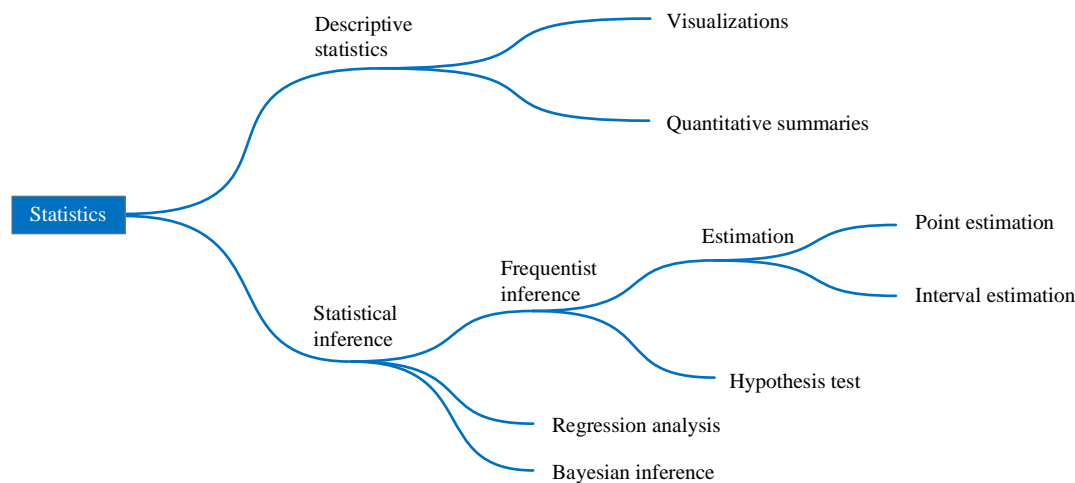 Descriptive
statistics
Visualizations
Quantitative summaries
Statistics
Statistical
inference
Frequentist
inference
Estimation
Point estimation
Interval estimation
Hypothesis test
Regression analysis
Bayesian inference